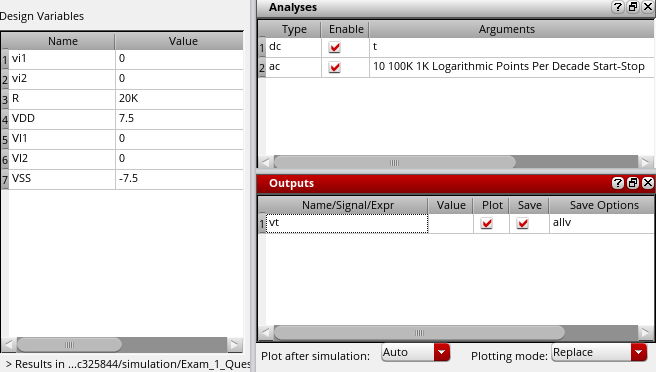 Design Variables
Name Value
1 vi1 0
2 vi2 0
3 R 20K
4 VDD 7.5
5 VI1 0
6 VI2 0
7 VSS -7.5
> Results in ...c325844/simulation/Exam_1_Ques
Analyses
Type Enable Arguments
1 dc t
2 ac 10 100K 1K Logarithmic Points Per Decade Start-Stop
Outputs
Name/Signal/Expr Value Plot Save Save Options
1 vt allv
Plot after simulation: Auto Plotting mode: Replace